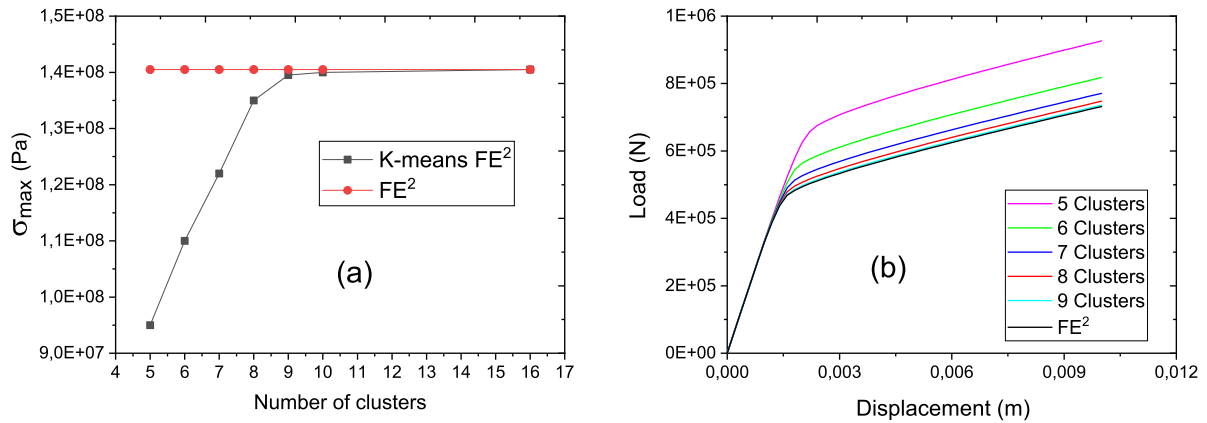 1,5E+08
1,4E+08
1,3E+08
1,2E+08
1,1E+08
1,0E+08
9,0E+07
σmax (Pa)
K-means FE²
FE²
(a)
4 5 6 7 8 9 10 11 12 13 14 15 16 17
Number of clusters
1E+06
8E+05
6E+05
4E+05
2E+05
0E+00
Load (N)
(b)
5 Clusters
6 Clusters
7 Clusters
8 Clusters
9 Clusters
FE²
0,000 0,003 0,006 0,009 0,012
Displacement (m)